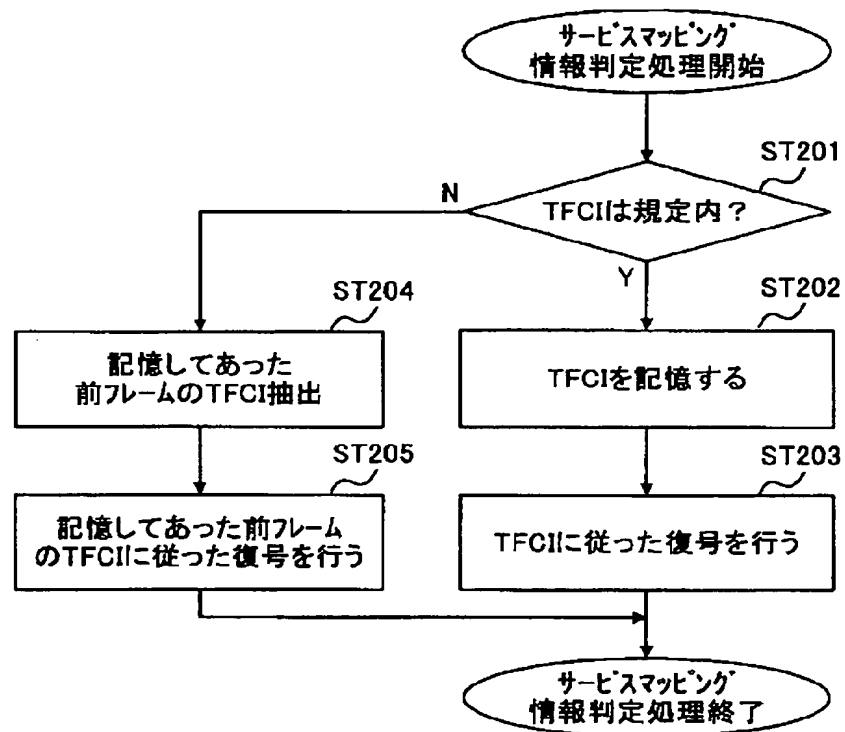 サービスマッピング
情報判定処理開始
ST201
TFCIは規定内？
N
Y
ST204
記憶してあった
前フレームのTFCI抽出
ST202
TFCIを記憶する
ST205
記憶してあった前フレーム
のTFCIに従った復号を行う
ST203
TFCIに従った復号を行う
サービスマッピング
情報判定処理終了